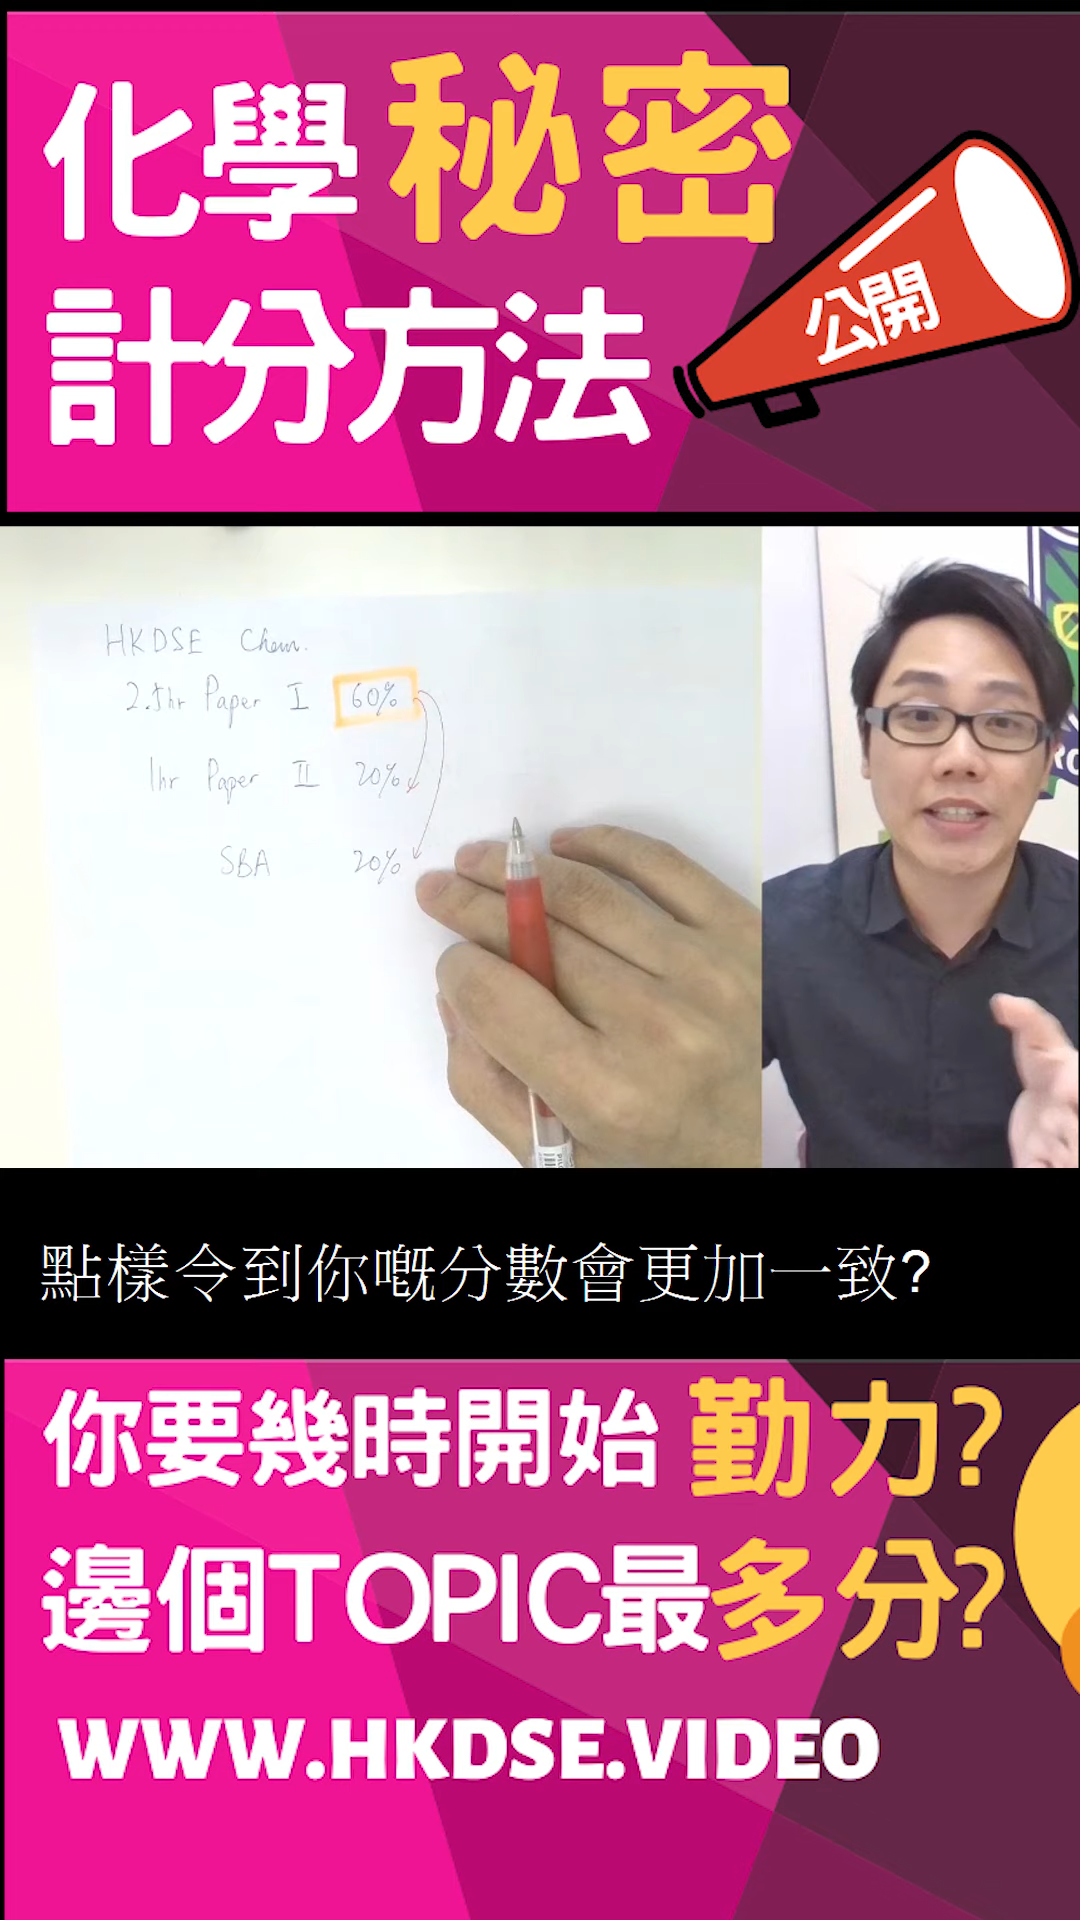 化學秘密
計分方法
公開
HKDSE Chem.
2.5hr Paper I 60%
1hr Paper II 20%
SBA 20%
點樣令到你嘅分數會更加一致?
你要幾時開始勤力?
邊個TOPIC最多分?
WWW.HKDSE.VIDEO